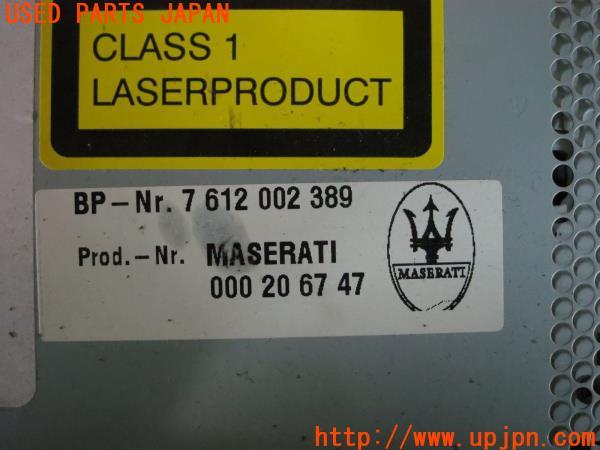 USED PARTS JAPAN
CLASS 1
LASERPRODUCT
BP-Nr. 7 612 002 389
Prod.-Nr. MASERATI
000 20 67 47
MASERATI
http://www.upjpn.com/